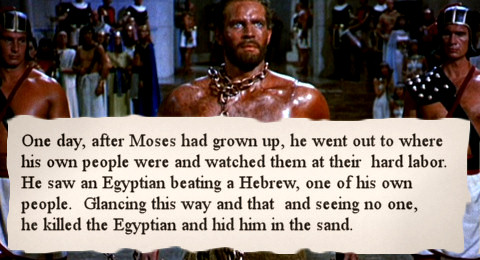 One day, after Moses had grown up, he went out to where
his own people were and watched them at their hard labor.
He saw an Egyptian beating a Hebrew, one of his own
people. Glancing this way and that and seeing no one,
he killed the Egyptian and hid him in the sand.